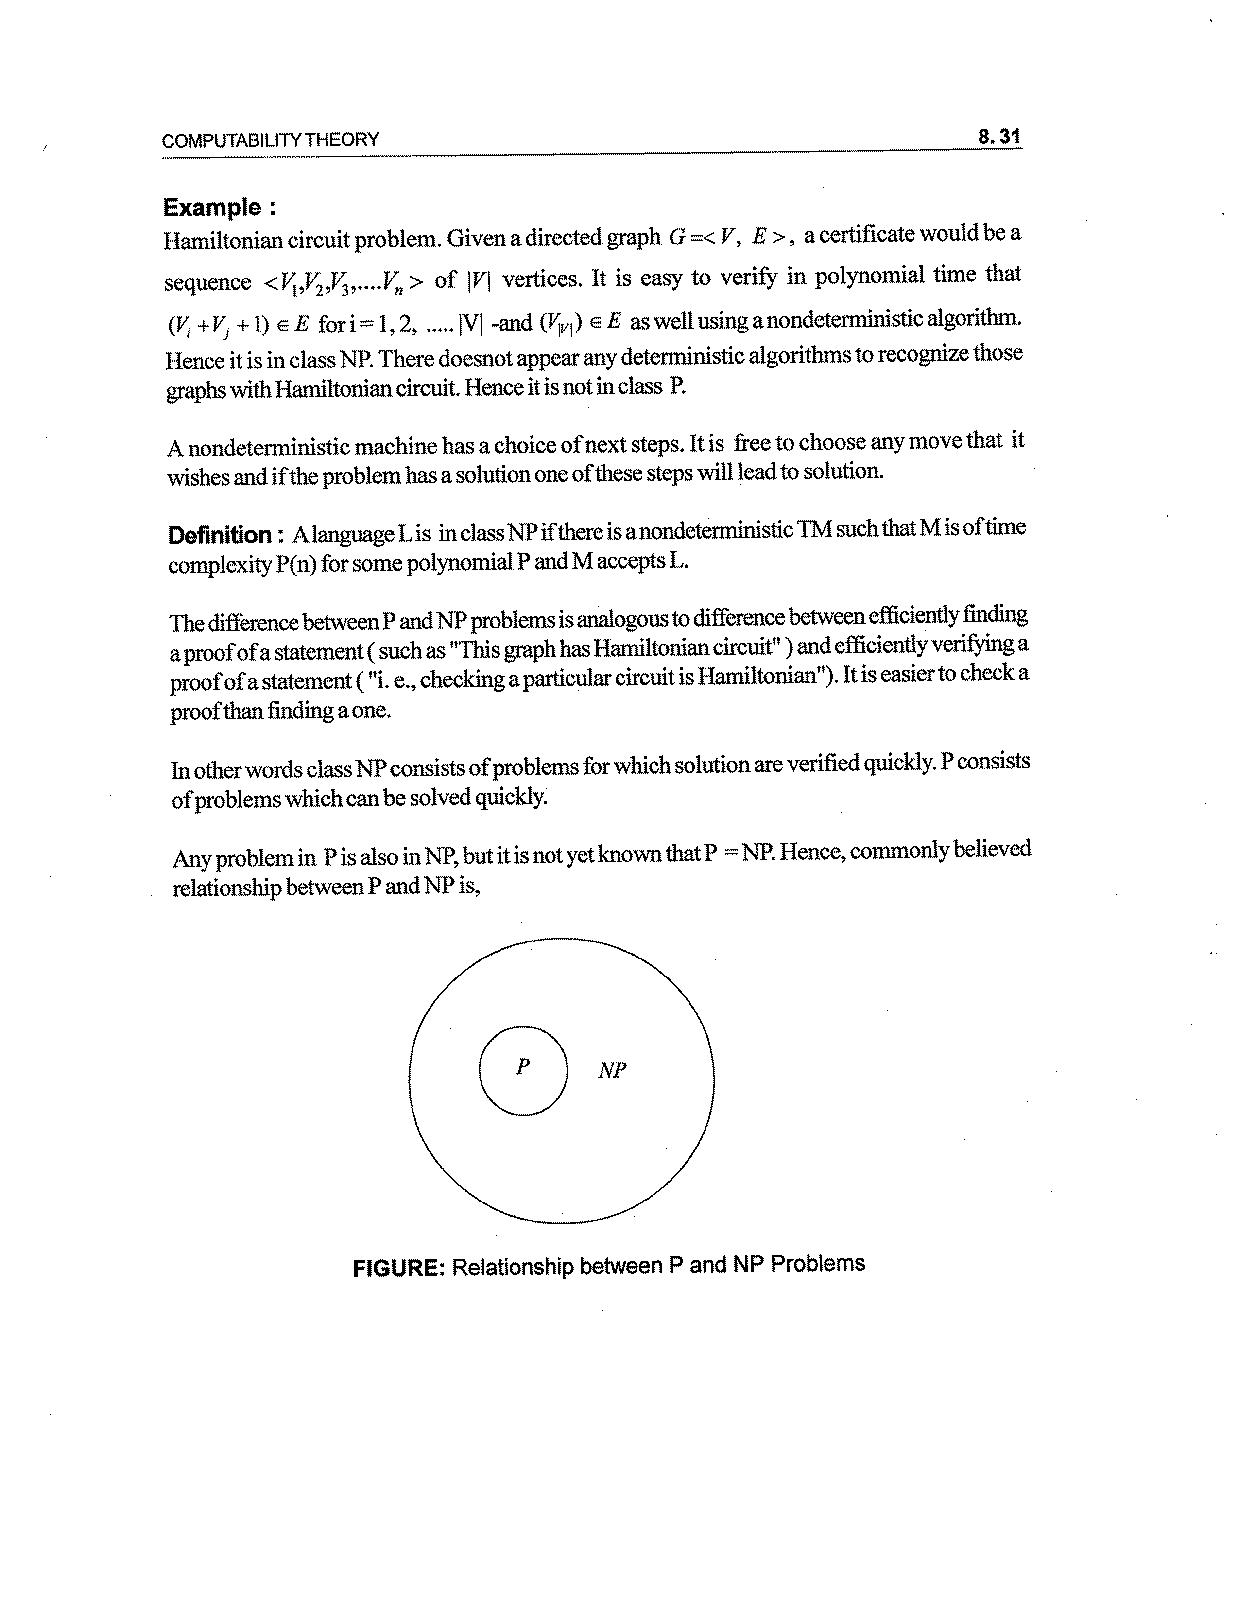 COMPUTABILITY THEORY 8.31
Example :
Hamiltonian circuit problem. Given a directed graph G =< V, E >, a certificate would be a
sequence <V₁,V₂,V₃,....Vₙ > of |V| vertices. It is easy to verify in polynomial time that
(Vᵢ +Vⱼ + 1) ∈ E for i = 1, 2, ..... |V| -and (V|V|) ∈ E as well using a nondeterministic algorithm.
Hence it is in class NP. There doesnot appear any deterministic algorithms to recognize those
graphs with Hamiltonian circuit. Hence it is not in class P.
A nondeterministic machine has a choice of next steps. It is free to choose any move that it
wishes and if the problem has a solution one of these steps will lead to solution.
Definition : A language L is in class NP if there is a nondeterministic TM such that M is of time
complexity P(n) for some polynomial P and M accepts L.
The difference between P and NP problems is analogous to difference between efficiently finding
a proof of a statement ( such as "This graph has Hamiltonian circuit" ) and efficiently verifying a
proof of a statement ( "i. e., checking a particular circuit is Hamiltonian"). It is easier to check a
proof than finding a one.
In other words class NP consists of problems for which solution are verified quickly. P consists
of problems which can be solved quickly.
Any problem in P is also in NP, but it is not yet known that P = NP. Hence, commonly believed
relationship between P and NP is,
P NP
FIGURE: Relationship between P and NP Problems